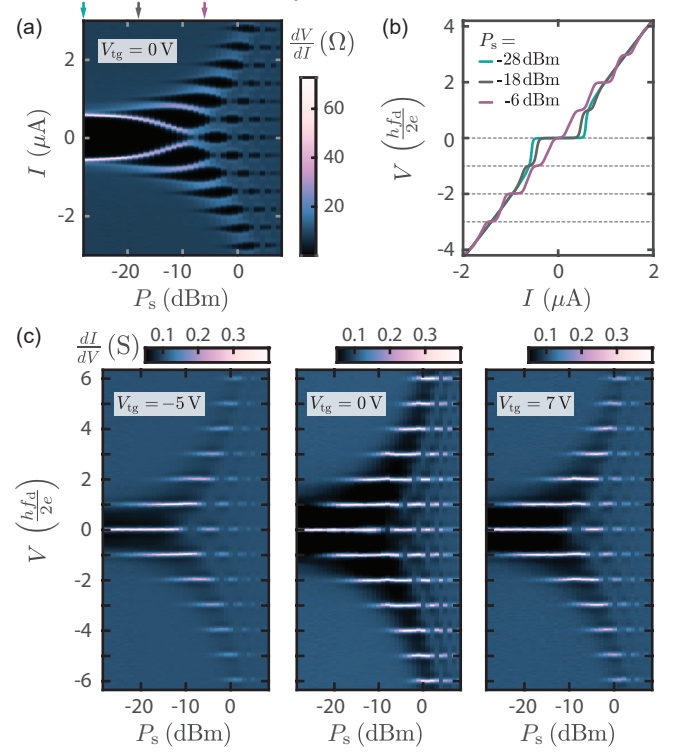 (a)
V_tg = 0 V
dV/dI (Ω)
2
0
-2
I (μA)
60
40
20
-20
-10
0
P_s (dBm)
(b)
P_s =
-28 dBm
-18 dBm
-6 dBm
4
2
0
-2
-4
V (hf_d/2e)
-2
0
2
I (μA)
(c)
dI/dV (S)
0.1 0.2 0.3
0.1 0.2 0.3
0.1 0.2 0.3
V_tg = −5 V
V_tg = 0 V
V_tg = 7 V
6
4
2
0
-2
-4
-6
V (hf_d/2e)
-20 -10 0
-20 -10 0
-20 -10 0
P_s (dBm)
P_s (dBm)
P_s (dBm)